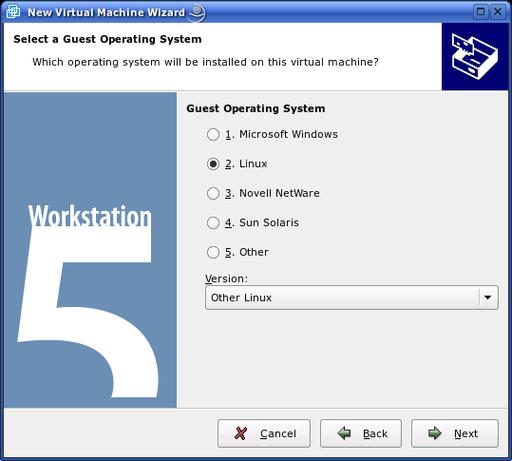 New Virtual Machine Wizard
Select a Guest Operating System
Which operating system will be installed on this virtual machine?
Workstation
5
Guest Operating System
1. Microsoft Windows
2. Linux
3. Novell NetWare
4. Sun Solaris
5. Other
Version:
Other Linux
Cancel
Back
Next